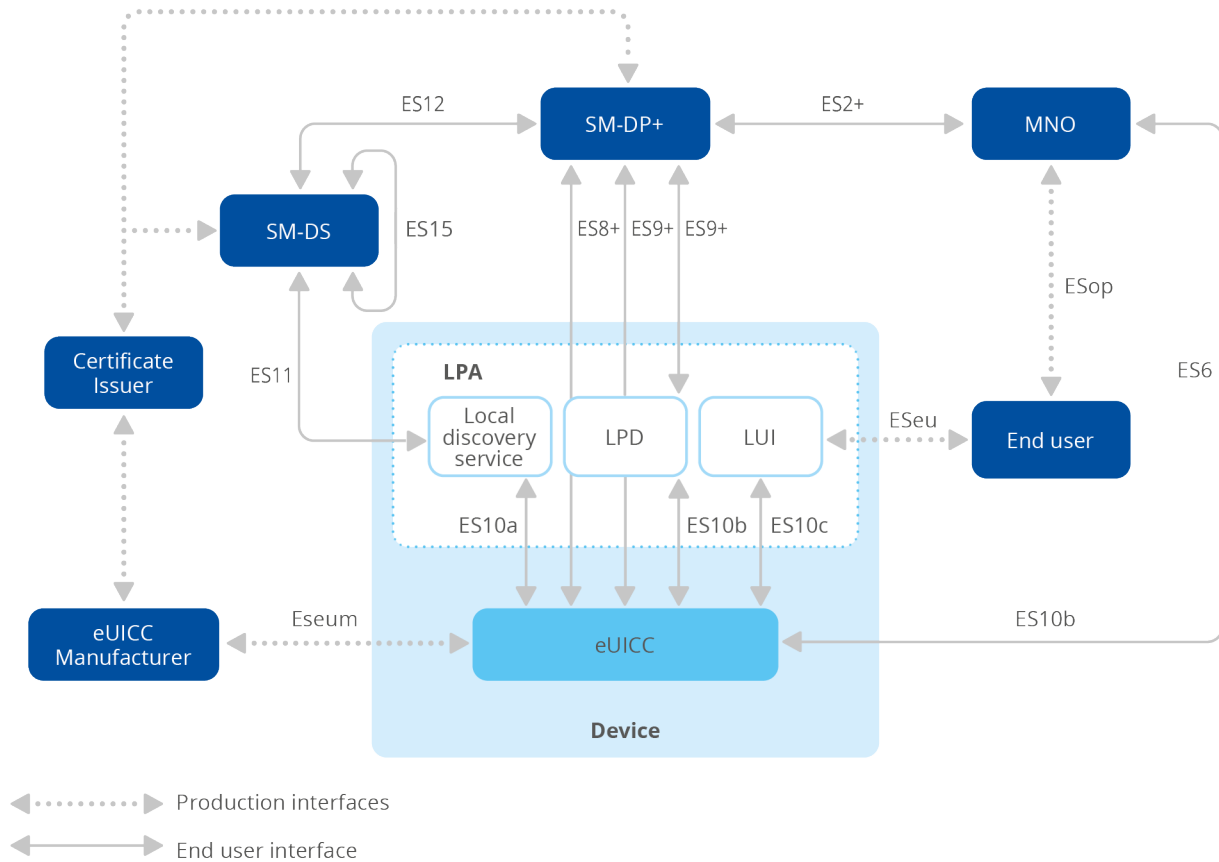 ES12
SM-DP+
ES2+
MNO
SM-DS
ES15
ES8+
ES9+
ES9+
ESop
Certificate
Issuer
ES11
LPA
ES6
Local
discovery
service
LPD
LUI
ESeu
End user
ES10a
ES10b
ES10c
eUICC
Manufacturer
Eseum
eUICC
ES10b
Device
Production interfaces
End user interface